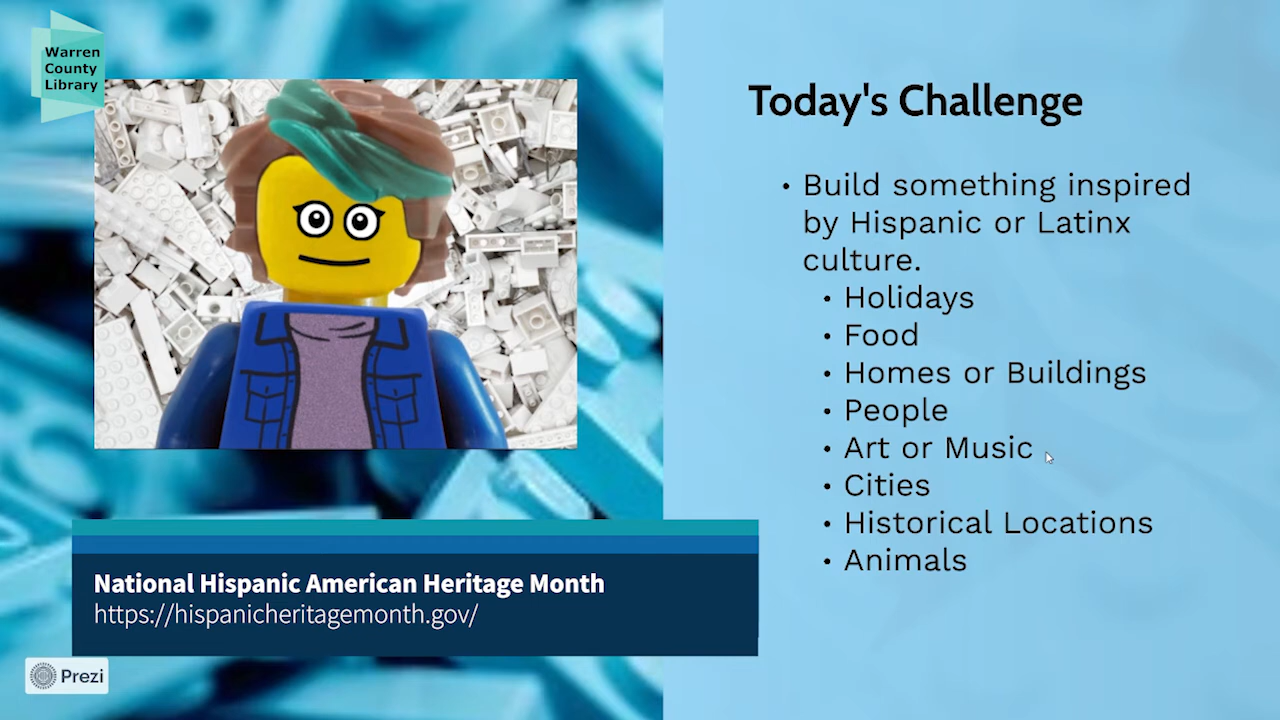 Warren
County
Library
Today's Challenge
• Build something inspired
by Hispanic or Latinx
culture.
• Holidays
• Food
• Homes or Buildings
• People
• Art or Music
• Cities
• Historical Locations
• Animals
National Hispanic American Heritage Month
https://hispanicheritagemonth.gov/
Prezi